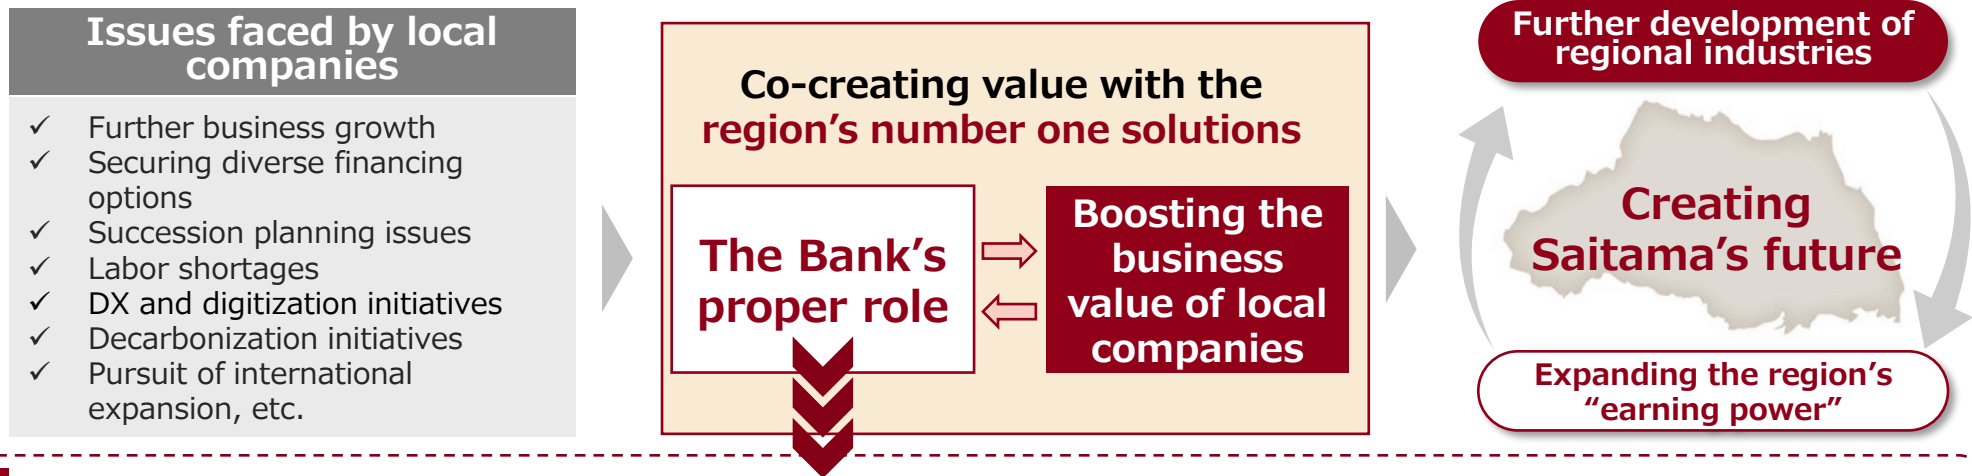 Issues faced by local
companies
✓ Further business growth
✓ Securing diverse financing
options
✓ Succession planning issues
✓ Labor shortages
✓ DX and digitization initiatives
✓ Decarbonization initiatives
✓ Pursuit of international
expansion, etc.
Co-creating value with the
region’s number one solutions
The Bank’s
proper role
Boosting the
business
value of local
companies
Further development of
regional industries
Creating
Saitama’s future
Expanding the region’s
“earning power”